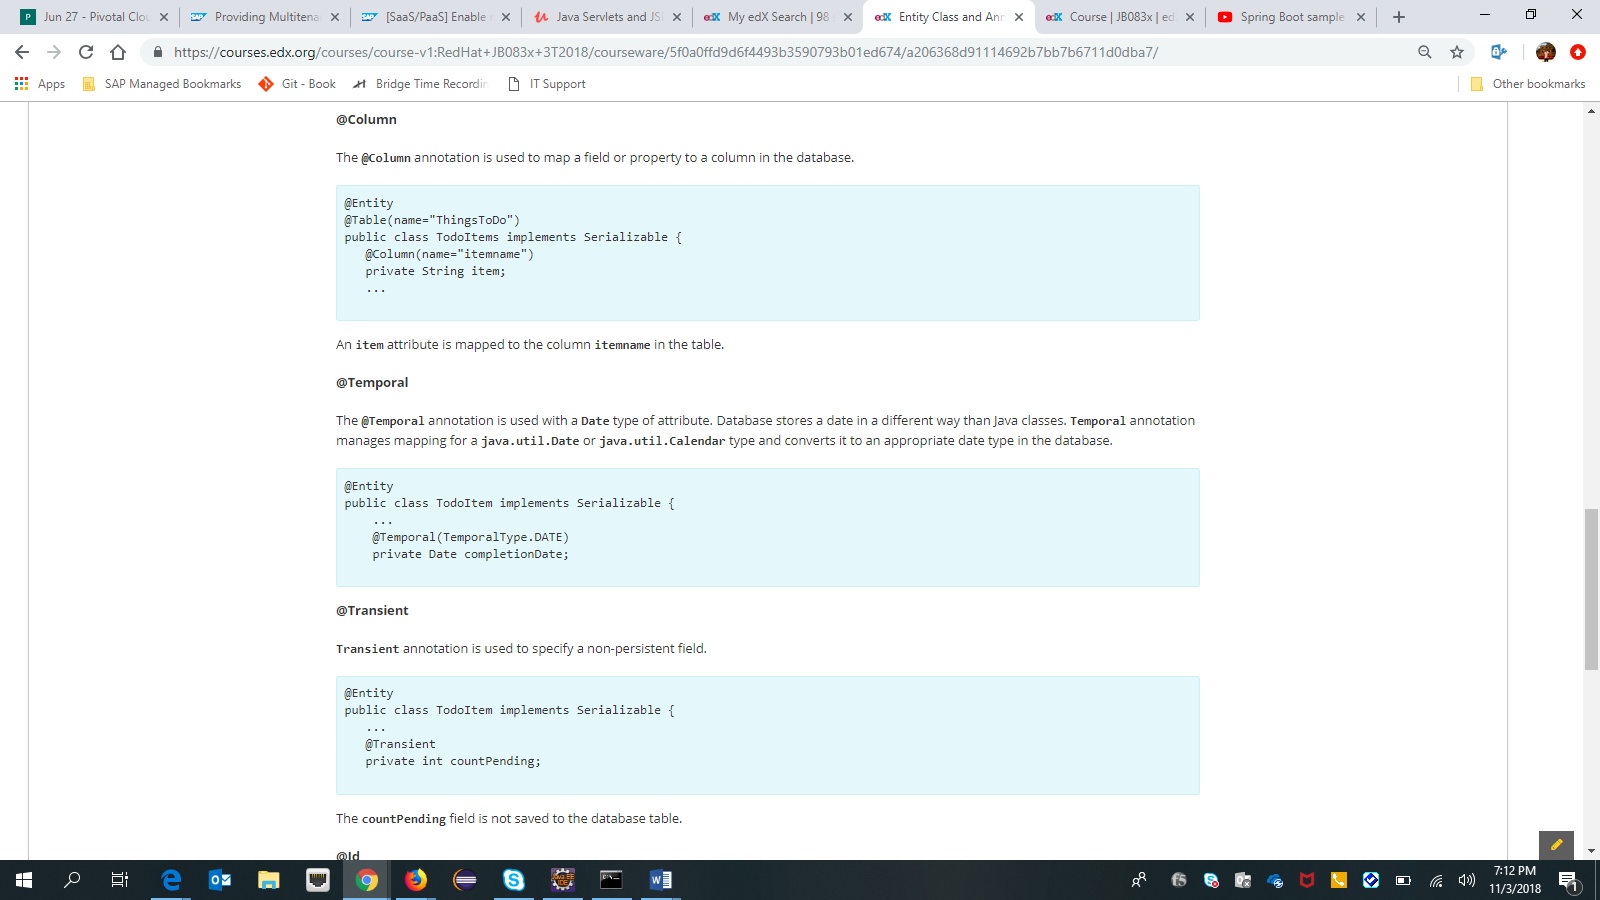 Jun 27 - Pivotal Clou
Providing Multitena
[SaaS/PaaS] Enable
Java Servlets and JS
My edX Search | 98
Entity Class and Ann
Course | JB083x | ed
Spring Boot sample
https://courses.edx.org/courses/course-v1:RedHat+JB083x+3T2018/courseware/5f0a0ffd9d6f4493b3590793b01ed674/a206368d91114692b7bb7b6711d0dba7/
Apps
SAP Managed Bookmarks
Git - Book
Bridge Time Recordin
IT Support
Other bookmarks
@Column
The @Column annotation is used to map a field or property to a column in the database.
@Entity
@Table(name="ThingsToDo")
public class TodoItems implements Serializable {
@Column(name="itemname")
private String item;
...
An item attribute is mapped to the column itemname in the table.
@Temporal
The @Temporal annotation is used with a Date type of attribute. Database stores a date in a different way than Java classes. Temporal annotation
manages mapping for a java.util.Date or java.util.Calendar type and converts it to an appropriate date type in the database.
@Entity
public class TodoItem implements Serializable {
...
@Temporal(TemporalType.DATE)
private Date completionDate;
@Transient
Transient annotation is used to specify a non-persistent field.
@Entity
public class TodoItem implements Serializable {
...
@Transient
private int countPending;
The countPending field is not saved to the database table.
@Id
7:12 PM
11/3/2018
1